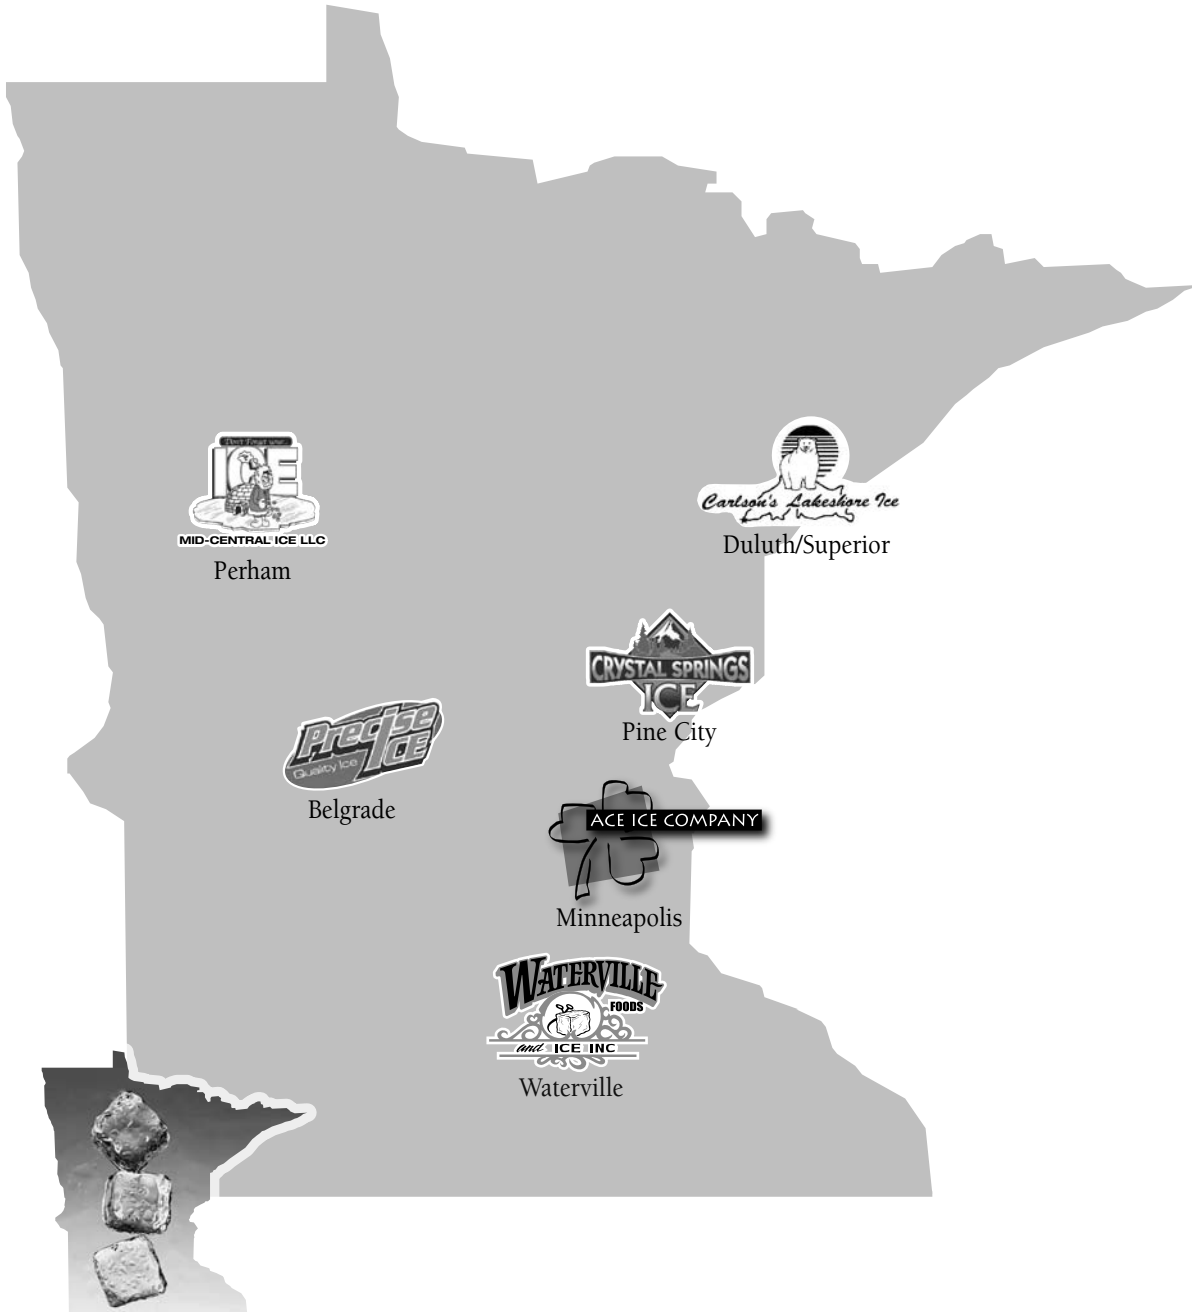 Don't Forget your...
ICE
MID-CENTRAL ICE LLC
Perham
Carlson's Lakeshore Ice
Duluth/Superior
CRYSTAL SPRINGS
ICE
Pine City
Precise
ICE
Quality Ice
Belgrade
ACE ICE COMPANY
Minneapolis
WATERVILLE
FOODS
and ICE INC
Waterville